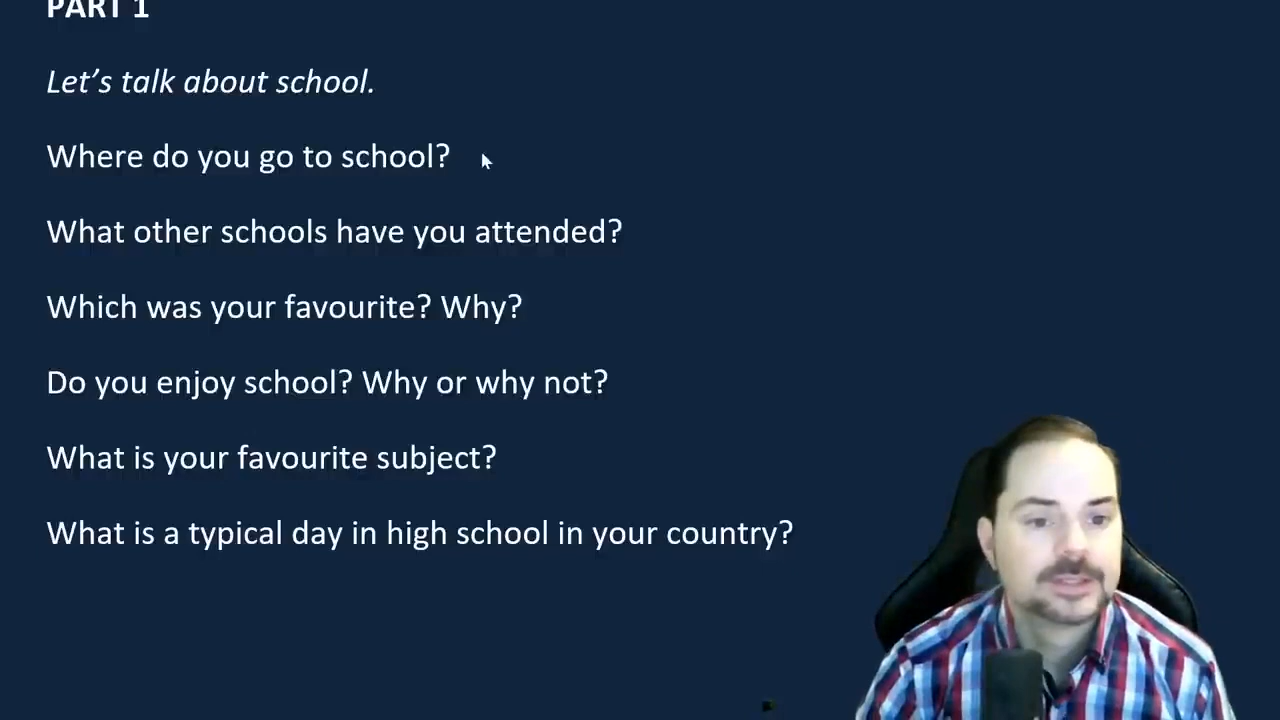 PART 1
Let's talk about school.
Where do you go to school?
What other schools have you attended?
Which was your favourite? Why?
Do you enjoy school? Why or why not?
What is your favourite subject?
What is a typical day in high school in your country?